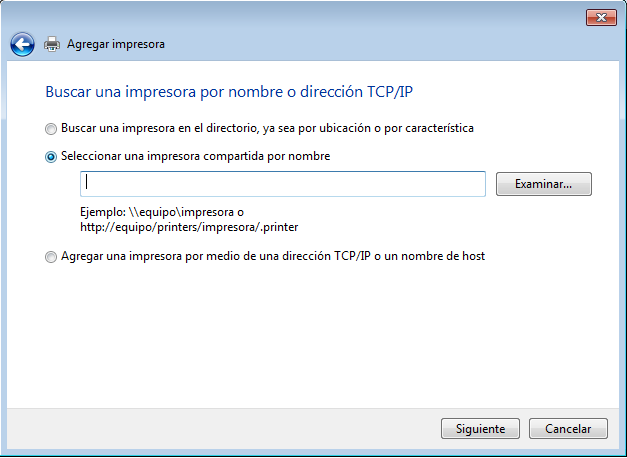 Agregar impresora
Buscar una impresora por nombre o dirección TCP/IP
Buscar una impresora en el directorio, ya sea por ubicación o por característica
Seleccionar una impresora compartida por nombre
Examinar...
Ejemplo: \\equipo\impresora o
http://equipo/printers/impresora/.printer
Agregar una impresora por medio de una dirección TCP/IP o un nombre de host
Siguiente
Cancelar